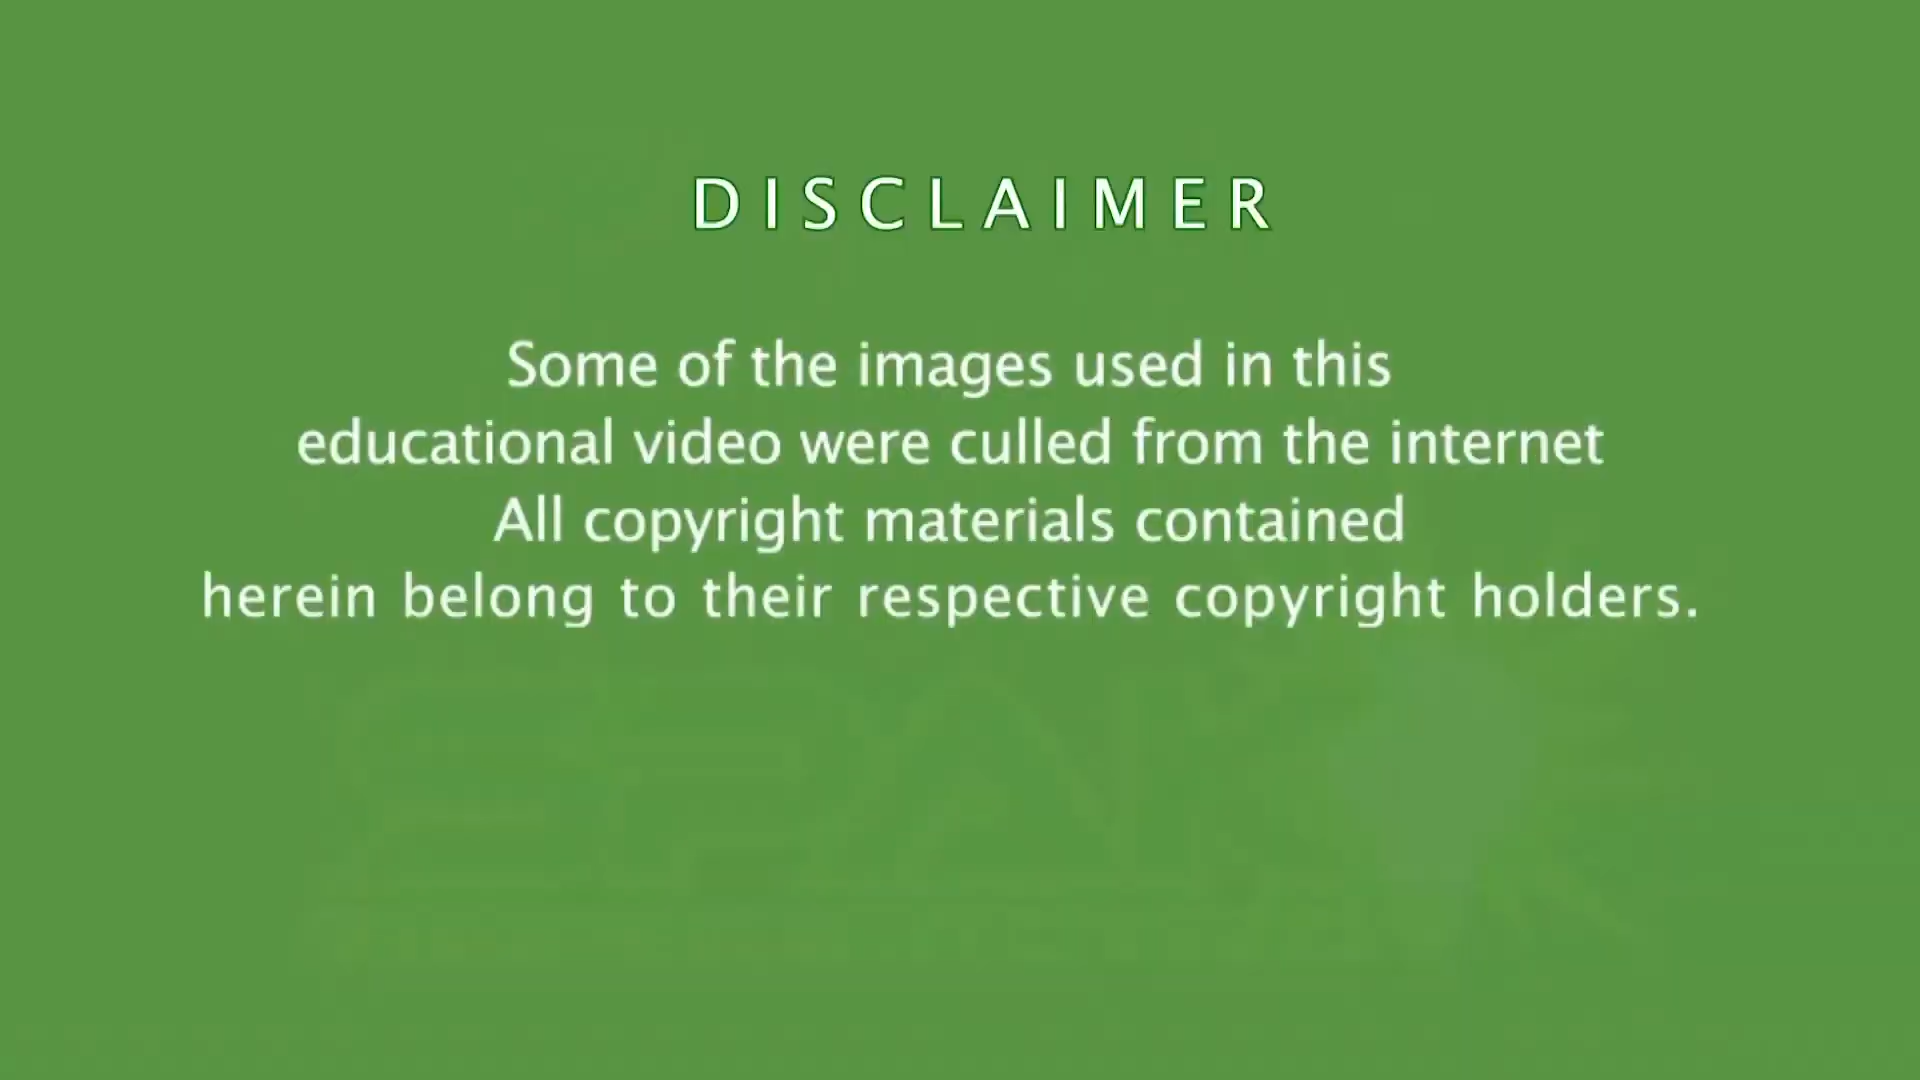 DISCLAIMER
Some of the images used in this
educational video were culled from the internet
All copyright materials contained
herein belong to their respective copyright holders.